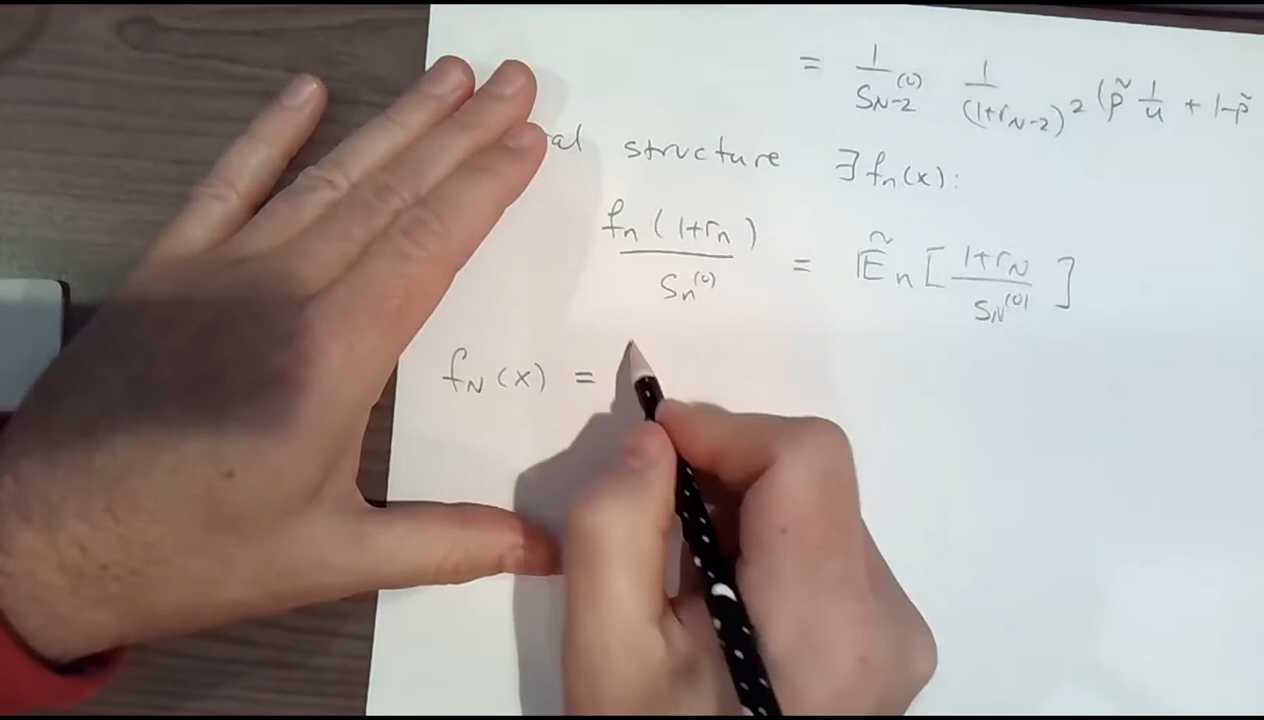 = 1/S_{N-2}^{(0)} 1/(1+r_{N-2})^2 (p̃ 1/u + 1-p̃
structure ∃ f_n(x):
f_n(1+r_n)/S_n^{(0)} = Ẽ_n[(1+r_N)/S_N^{(0)}]
f_N(x) =